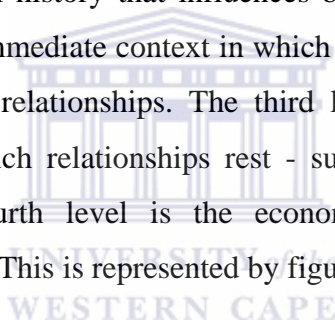 history that influences
mmediate context in which
relationships. The third
ch relationships rest - su
urth level is the econo
This is represented by figu
UNIVERSITY of the
WESTERN CAPE